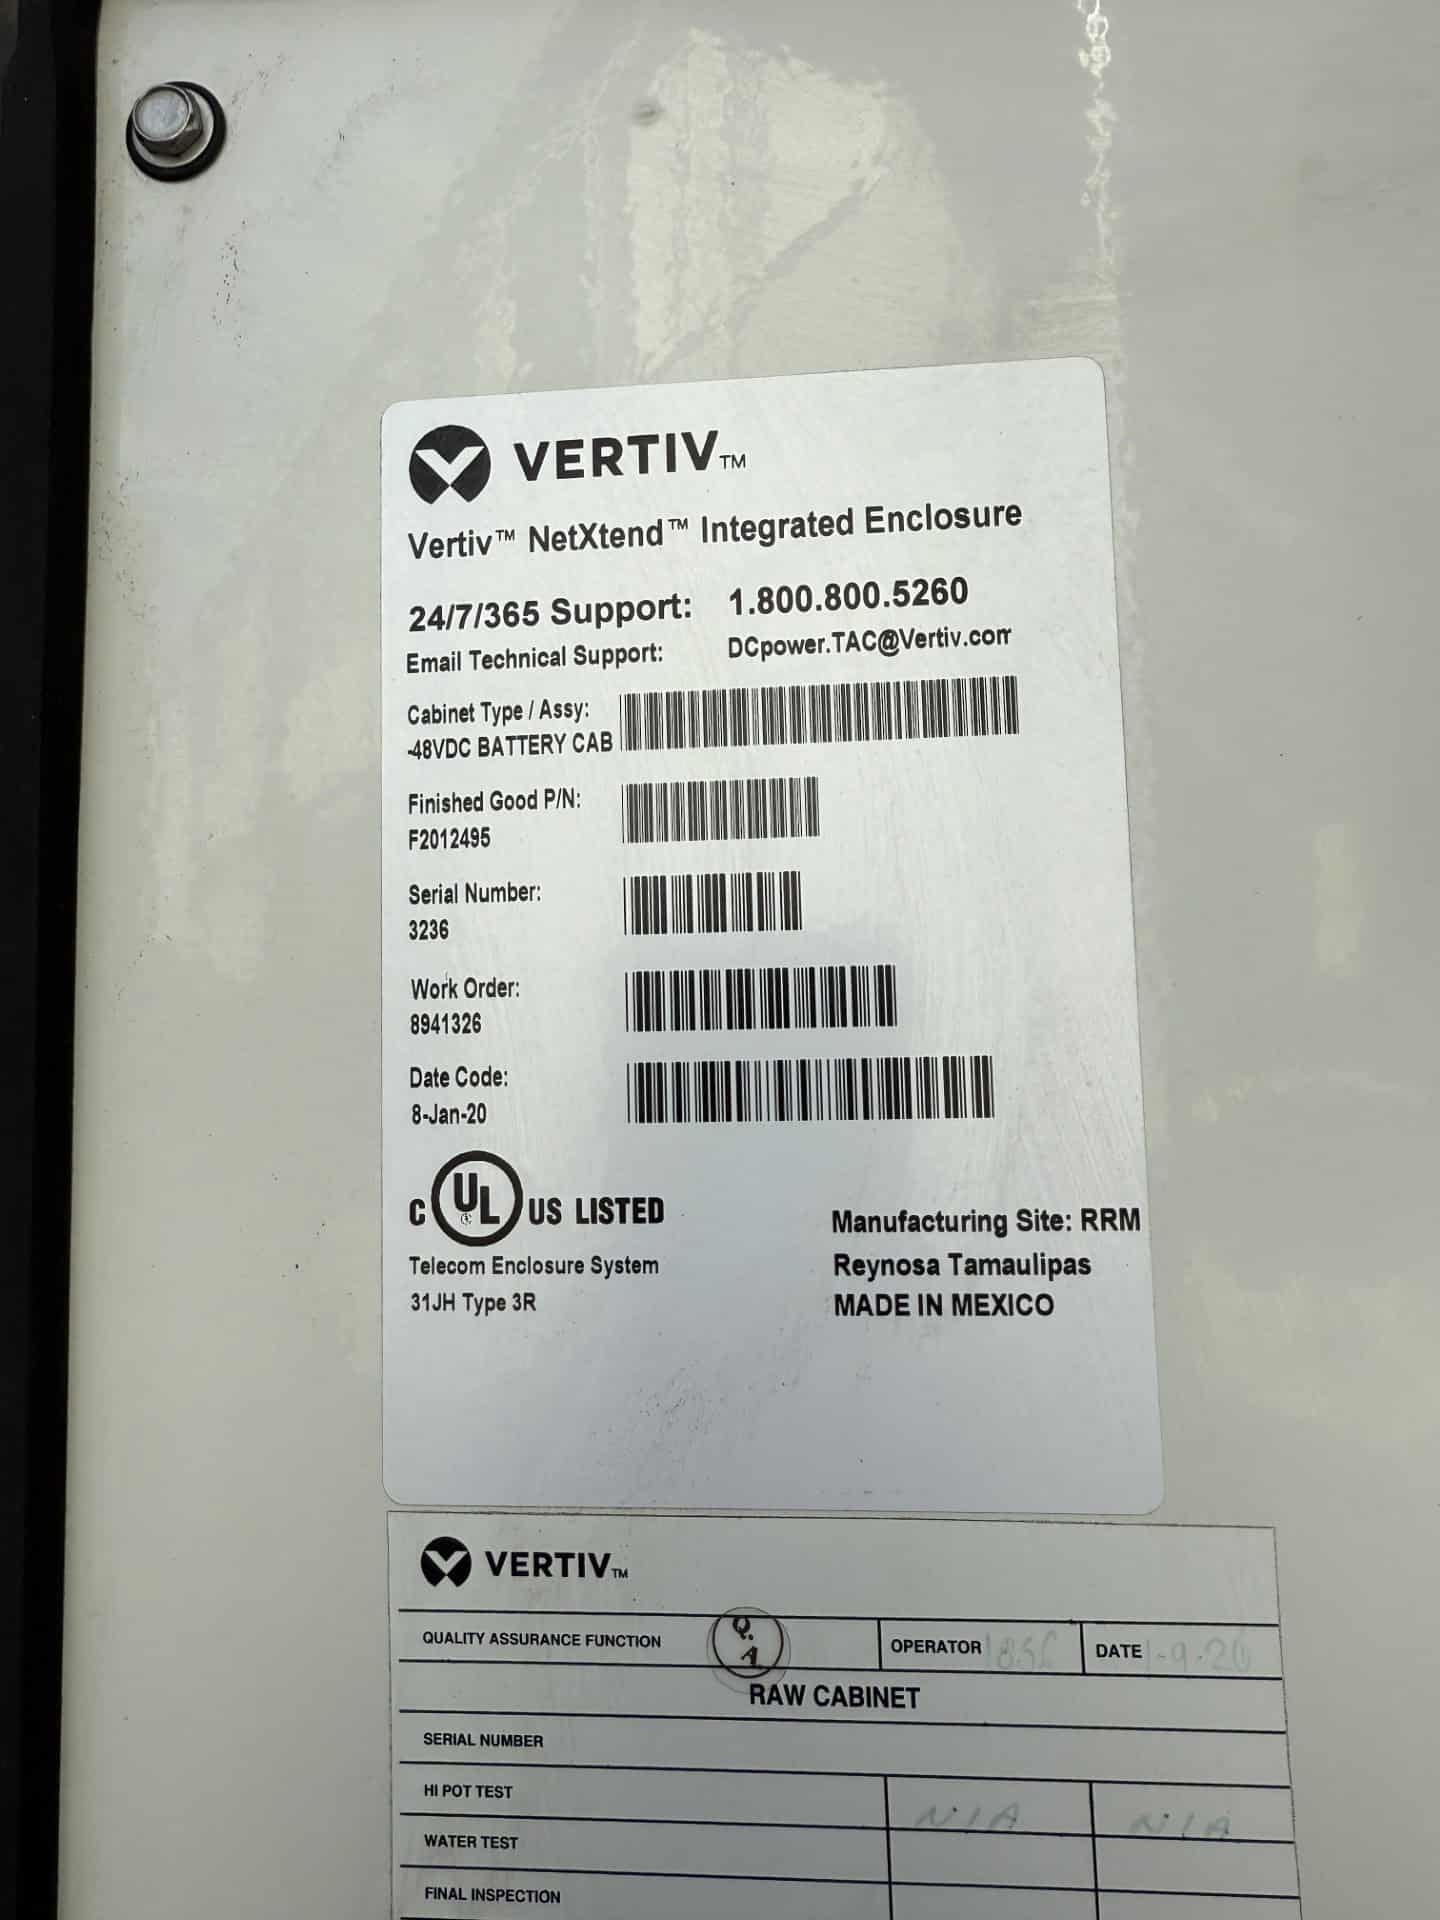 VERTIV™
Vertiv™ NetXtend™ Integrated Enclosure
24/7/365 Support: 1.800.800.5260
Email Technical Support: DCpower.TAC@Vertiv.com
Cabinet Type / Assy:
-48VDC BATTERY CAB
Finished Good P/N:
F2012495
Serial Number:
3236
Work Order:
8941326
Date Code:
8-Jan-20
C UL US LISTED
Telecom Enclosure System
31JH Type 3R
Manufacturing Site: RRM
Reynosa Tamaulipas
MADE IN MEXICO
VERTIV™
QUALITY ASSURANCE FUNCTION Q.A. OPERATOR DATE 1-9-20
RAW CABINET
SERIAL NUMBER
HI POT TEST N/A N/A
WATER TEST
FINAL INSPECTION